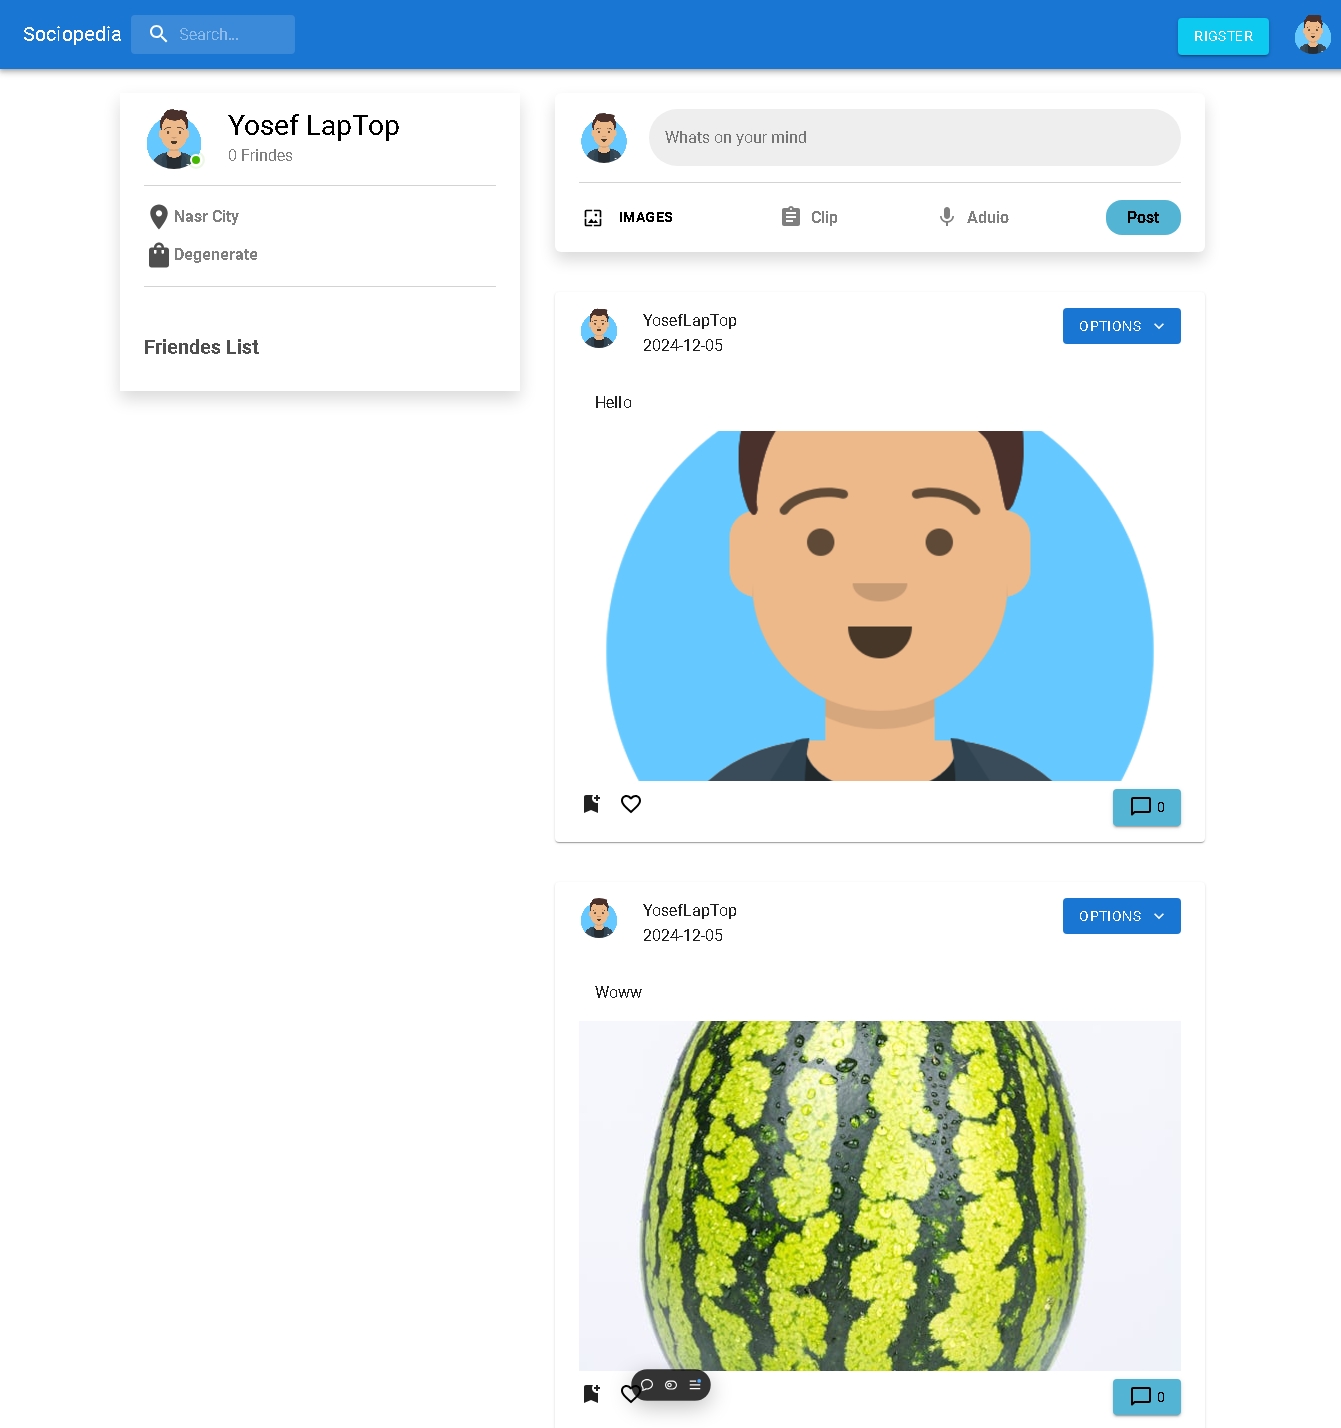 Sociopedia
Search...
RIGSTER
Yosef LapTop
0 Frindes
Nasr City
Degenerate
Friendes List
Whats on your mind
IMAGES
Clip
Aduio
Post
YosefLapTop
2024-12-05
OPTIONS
Hello
0
YosefLapTop
2024-12-05
OPTIONS
Woww
0